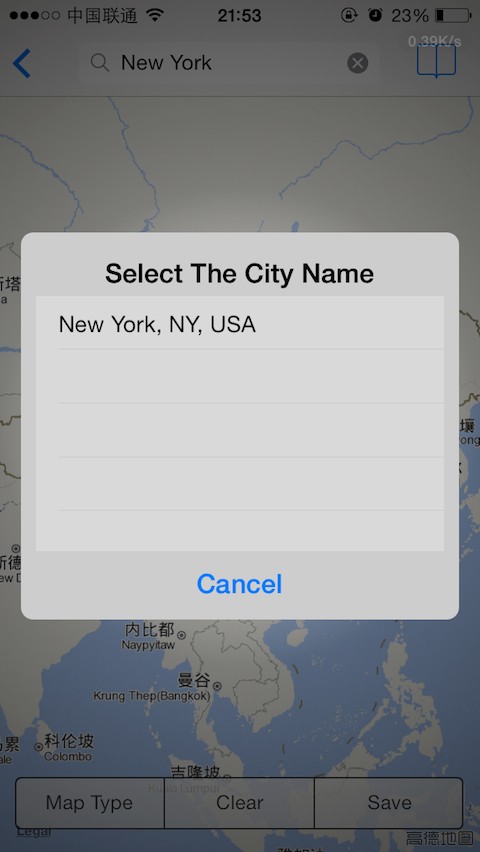 中国联通 21:53 23%
0.39K/s
New York
Select The City Name
New York, NY, USA
Cancel
新塔
a
壤
ong
新德
ew D
内比都
Naypyitaw
曼谷
Krung Thep(Bangkok)
科伦坡
Colombo
累
ale
吉隆坡
Kuala Lumpur
Map Type Clear Save
Legal
高德地图